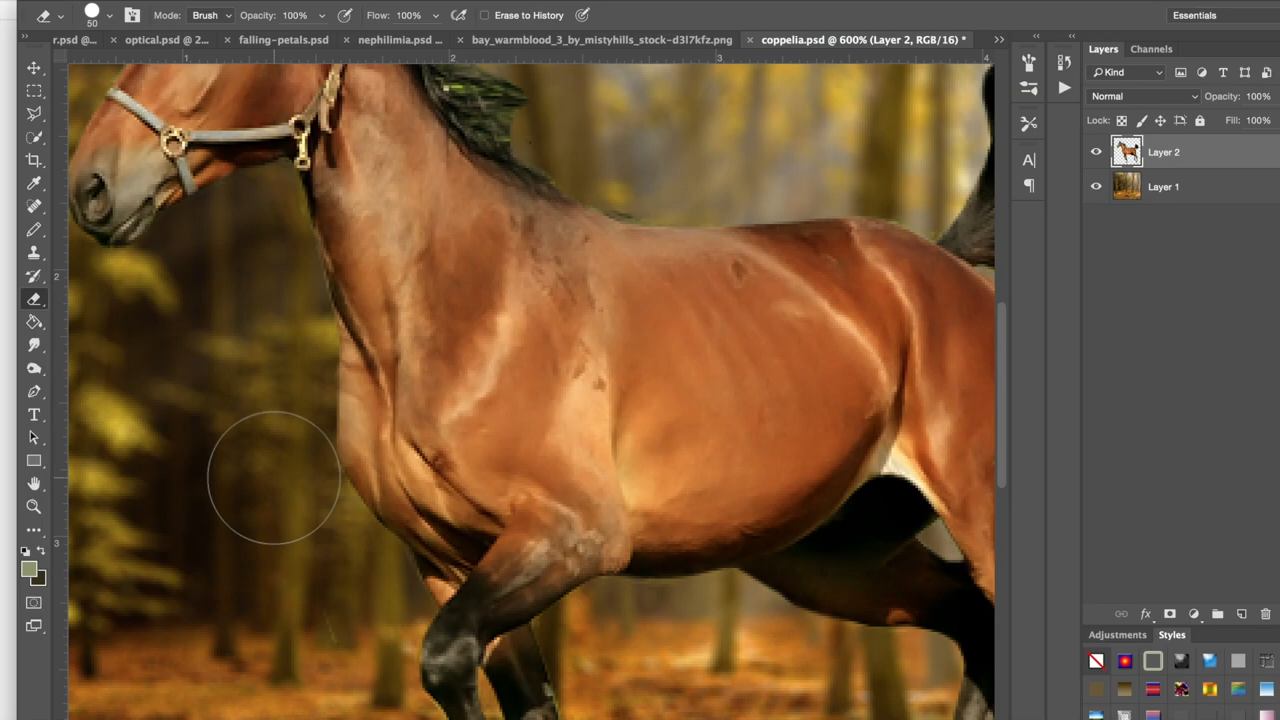 50
Mode: Brush Opacity: 100% Flow: 100% Erase to History Essentials
r.psd @... optical.psd @ 2... falling-petals.psd nephilimia.psd ... bay_warmblood_3_by_mistyhills_stock-d3l7kfz.png coppelia.psd @ 600% (Layer 2, RGB/16) *
1 2 3 4
2
3
Layers Channels
Kind
Normal Opacity: 100%
Lock: Fill: 100%
Layer 2
Layer 1
Adjustments Styles